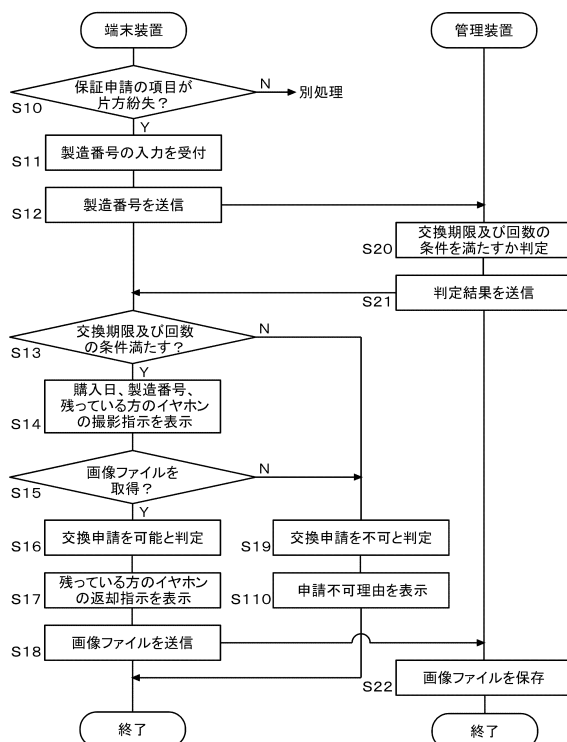 端末装置
管理装置
保証申請の項目が
片方紛失？
N
別処理
S10
Y
S11
製造番号の入力を受付
S12
製造番号を送信
S20
交換期限及び回数の
条件を満たすか判定
S21
判定結果を送信
交換期限及び回数
の条件満たす？
N
S13
Y
購入日、製造番号、
残っている方のイヤホン
の撮影指示を表示
S14
画像ファイルを
取得？
N
S15
Y
S16
交換申請を可能と判定
S19
交換申請を不可と判定
S17
残っている方のイヤホン
の返却指示を表示
S110
申請不可理由を表示
S18
画像ファイルを送信
S22
画像ファイルを保存
終了
終了